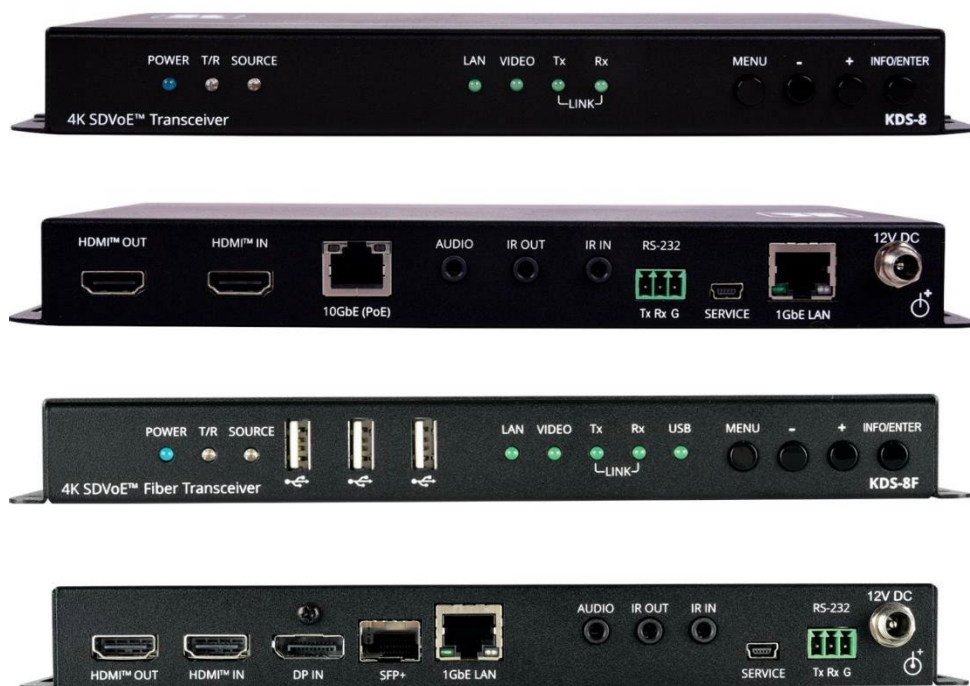 POWER T/R SOURCE LAN VIDEO Tx Rx MENU - + INFO/ENTER
LINK
4K SDVoE™ Transceiver KDS-8
HDMI™ OUT HDMI™ IN AUDIO IR OUT IR IN RS-232 12V DC
10GbE (PoE) Tx Rx G SERVICE 1GbE LAN
POWER T/R SOURCE LAN VIDEO Tx Rx USB MENU - + INFO/ENTER
LINK
4K SDVoE™ Fiber Transceiver KDS-8F
AUDIO IR OUT IR IN RS-232 12V DC
HDMI™ OUT HDMI™ IN DP IN SFP+ 1GbE LAN SERVICE Tx Rx G